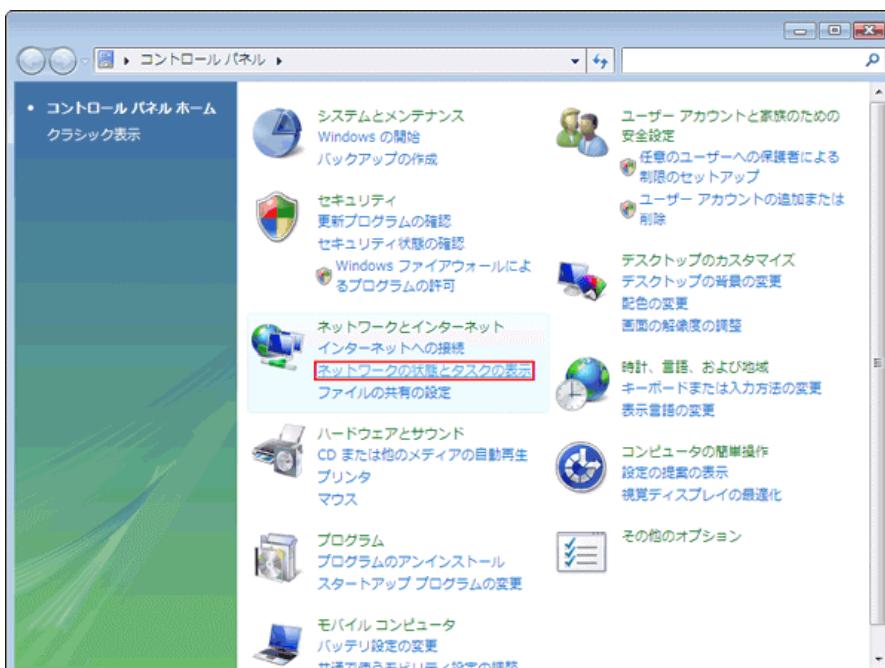 コントロール パネル
コントロール パネル ホーム
クラシック表示
システムとメンテナンス
Windows の開始
バックアップの作成
セキュリティ
更新プログラムの確認
セキュリティ状態の確認
Windows ファイアウォールによ
るプログラムの許可
ネットワークとインターネット
インターネットへの接続
ネットワークの状態とタスクの表示
ファイルの共有の設定
ハードウェアとサウンド
CD または他のメディアの自動再生
プリンタ
マウス
プログラム
プログラムのアンインストール
スタートアップ プログラムの変更
モバイル コンピュータ
バッテリ設定の変更
共通で使うモビリティ設定の調整
ユーザー アカウントと家族のための
安全設定
任意のユーザーへの保護者による
制限のセットアップ
ユーザー アカウントの追加または
削除
デスクトップのカスタマイズ
デスクトップの背景の変更
配色の変更
画面の解像度の調整
時計、言語、および地域
キーボードまたは入力方法の変更
表示言語の変更
コンピュータの簡単操作
設定の提案の表示
視覚ディスプレイの最適化
その他のオプション